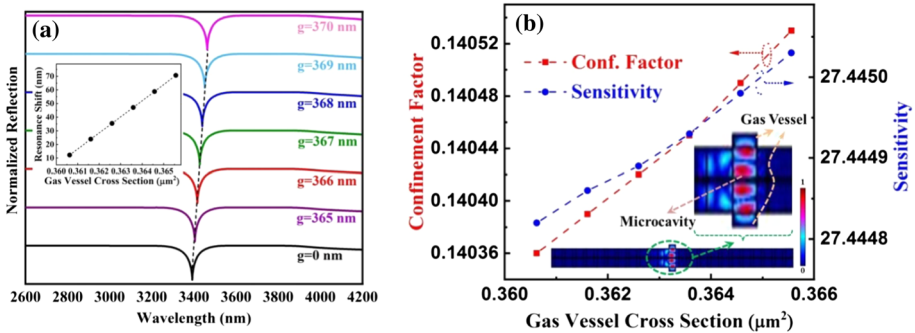 (a)
Normalized Reflection
g=370 nm
g=369 nm
g=368 nm
g=367 nm
g=366 nm
g=365 nm
g=0 nm
Resonance Shift (nm)
70
60
50
40
30
20
10
0
0.360 0.361 0.362 0.363 0.364 0.365
Gas Vessel Cross Section (μm²)
2600 2800 3000 3200 3400 3600 3800 4000 4200
Wavelength (nm)
(b)
Confinement Factor
0.14052
0.14048
0.14044
0.14040
0.14036
Conf. Factor
Sensitivity
Gas Vessel
Microcavity
1
0
27.4450
27.4449
27.4448
Sensitivity
0.360 0.362 0.364 0.366
Gas Vessel Cross Section (μm²)